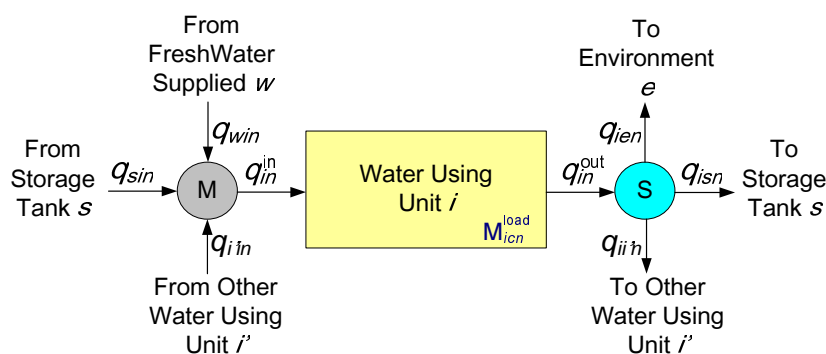 From
FreshWater
Supplied w
q_win
From
Storage
Tank s
q_sin
M
q_in^in
q_i'in
From Other
Water Using
Unit i'
Water Using
Unit i
M_icn^load
q_in^out
S
To
Environment
e
q_ien
q_isn
To
Storage
Tank s
q_ii'n
To Other
Water Using
Unit i'